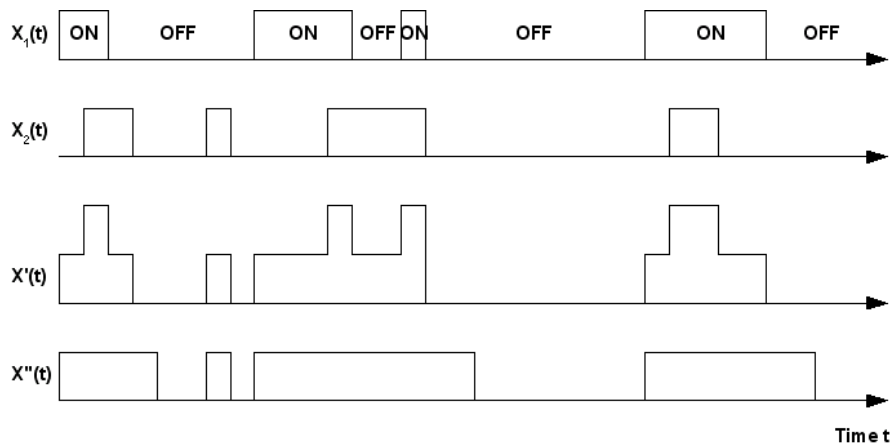 X₁(t) ON OFF ON OFF ON OFF ON OFF
X₂(t)
X'(t)
X"(t)
Time t